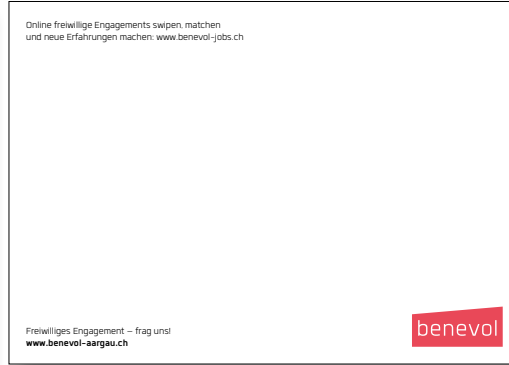 Online freiwillige Engagements swipen, matchen
und neue Erfahrungen machen: www.benevol-jobs.ch
Freiwilliges Engagement – frag uns!
www.benevol-aargau.ch
benevol